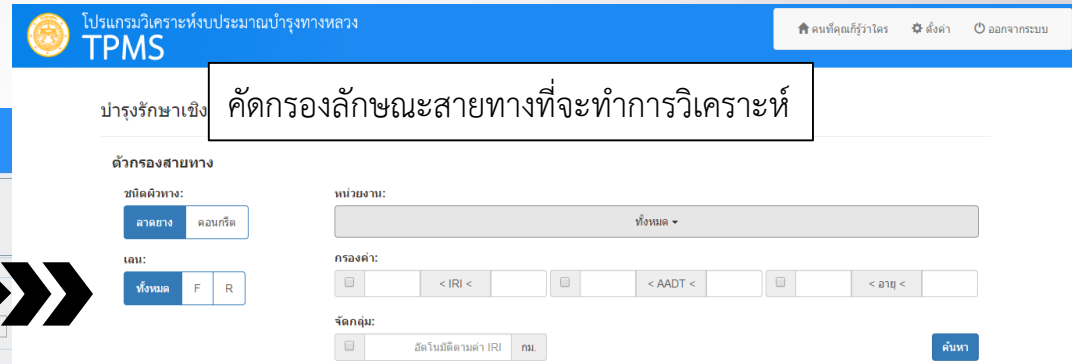 โปรแกรมวิเคราะห์งบประมาณบำรุงทางหลวง
TPMS
คนที่คุณก็รู้ว่าใคร ตั้งค่า ออกจากระบบ
คัดกรองลักษณะสายทางที่จะทำการวิเคราะห์
บำรุงรักษาเชิง
ตัวกรองสายทาง
ชนิดผิวทาง: หน่วยงาน:
ลาดยาง คอนกรีต ทั้งหมด
เลน: กรองค่า:
ทั้งหมด F R < IRI < < AADT < < อายุ <
จัดกลุ่ม:
อัตโนมัติตามค่า IRI กม. ค้นหา